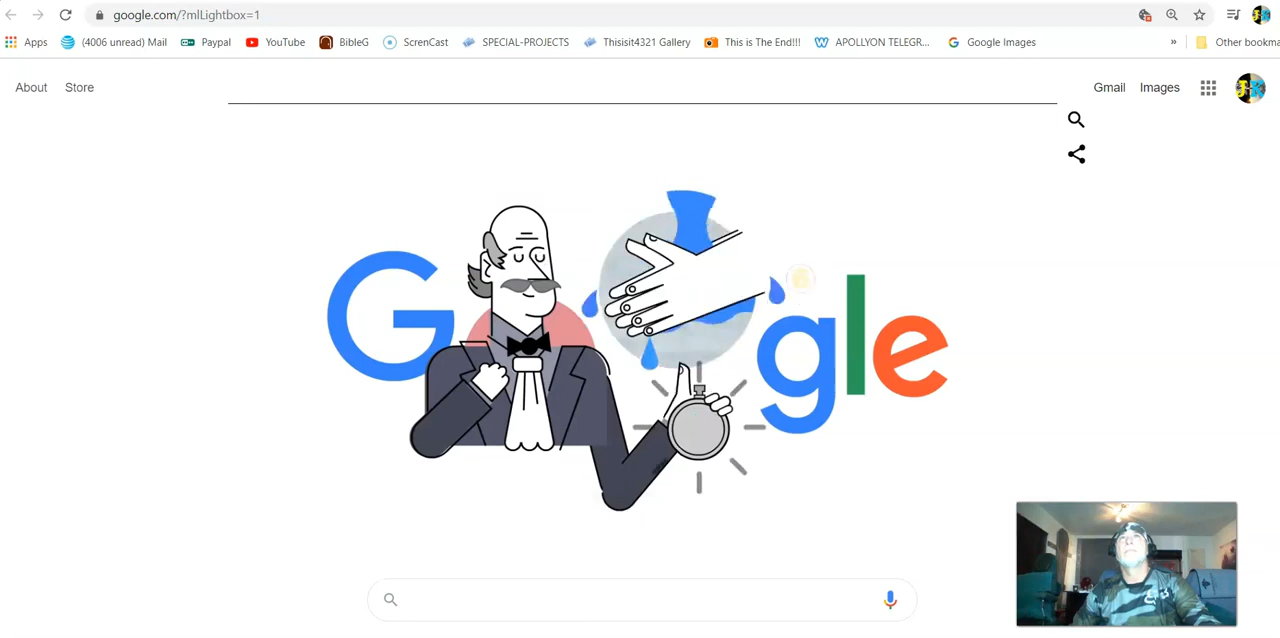 google.com/?mlLightbox=1
Apps (4006 unread) Mail Paypal YouTube BibleG ScrenCast SPECIAL-PROJECTS Thisisit4321 Gallery This is The End!!! APOLLYON TELEGR... Google Images » Other bookma
About Store Gmail Images
G gle